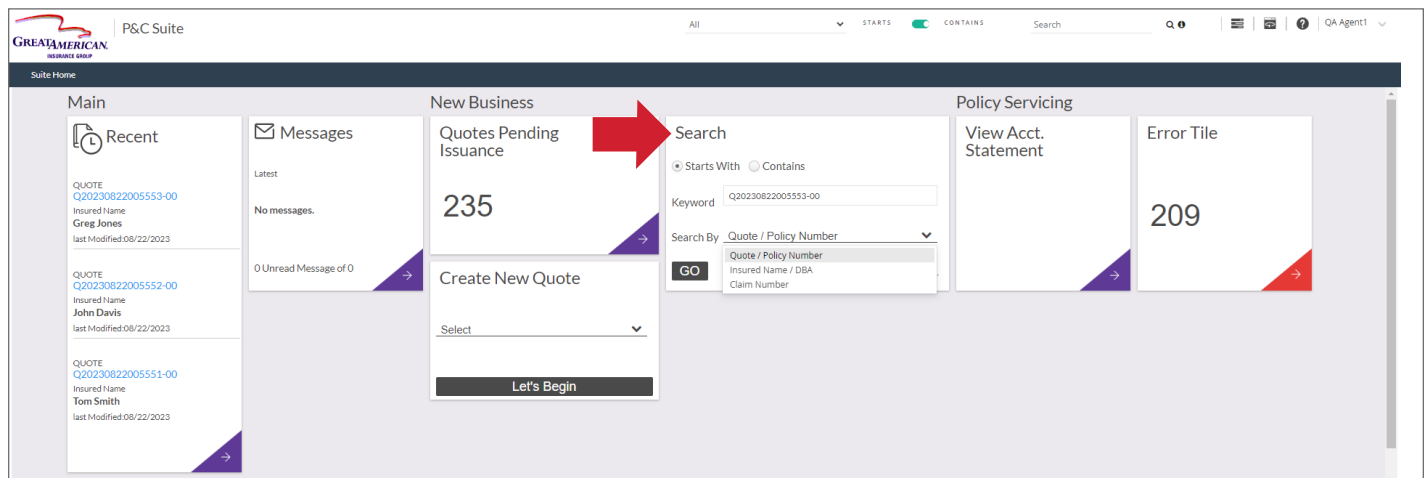 GREATAMERICAN.
INSURANCE GROUP
P&C Suite
All
STARTS
CONTAINS
Search
QA Agent1
Suite Home
Main
New Business
Policy Servicing
Recent
QUOTE
Q20230822005553-00
Insured Name
Greg Jones
last Modified:08/22/2023
QUOTE
Q20230822005552-00
Insured Name
John Davis
last Modified:08/22/2023
QUOTE
Q20230822005551-00
Insured Name
Tom Smith
last Modified:08/22/2023
Messages
Latest
No messages.
0 Unread Message of 0
Quotes Pending
Issuance
235
Create New Quote
Select
Let's Begin
Search
Starts With Contains
Keyword Q20230822005553-00
Search By Quote / Policy Number
Quote / Policy Number
Insured Name / DBA
Claim Number
GO
View Acct.
Statement
Error Tile
209